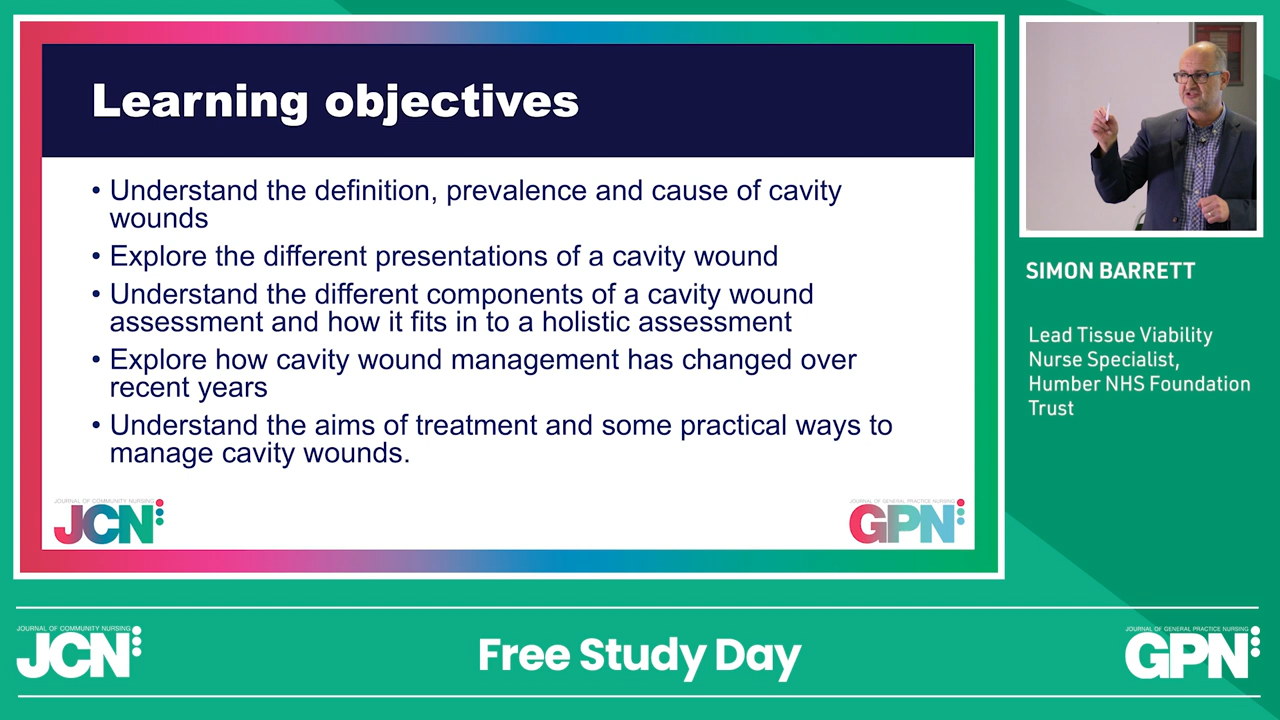 Learning objectives
• Understand the definition, prevalence and cause of cavity
wounds
• Explore the different presentations of a cavity wound
• Understand the different components of a cavity wound
assessment and how it fits in to a holistic assessment
• Explore how cavity wound management has changed over
recent years
• Understand the aims of treatment and some practical ways to
manage cavity wounds.
JOURNAL OF COMMUNITY NURSING
JCN
JOURNAL OF GENERAL PRACTICE NURSING
GPN
SIMON BARRETT
Lead Tissue Viability
Nurse Specialist,
Humber NHS Foundation
Trust
JOURNAL OF COMMUNITY NURSING
JCN
Free Study Day
JOURNAL OF GENERAL PRACTICE NURSING
GPN